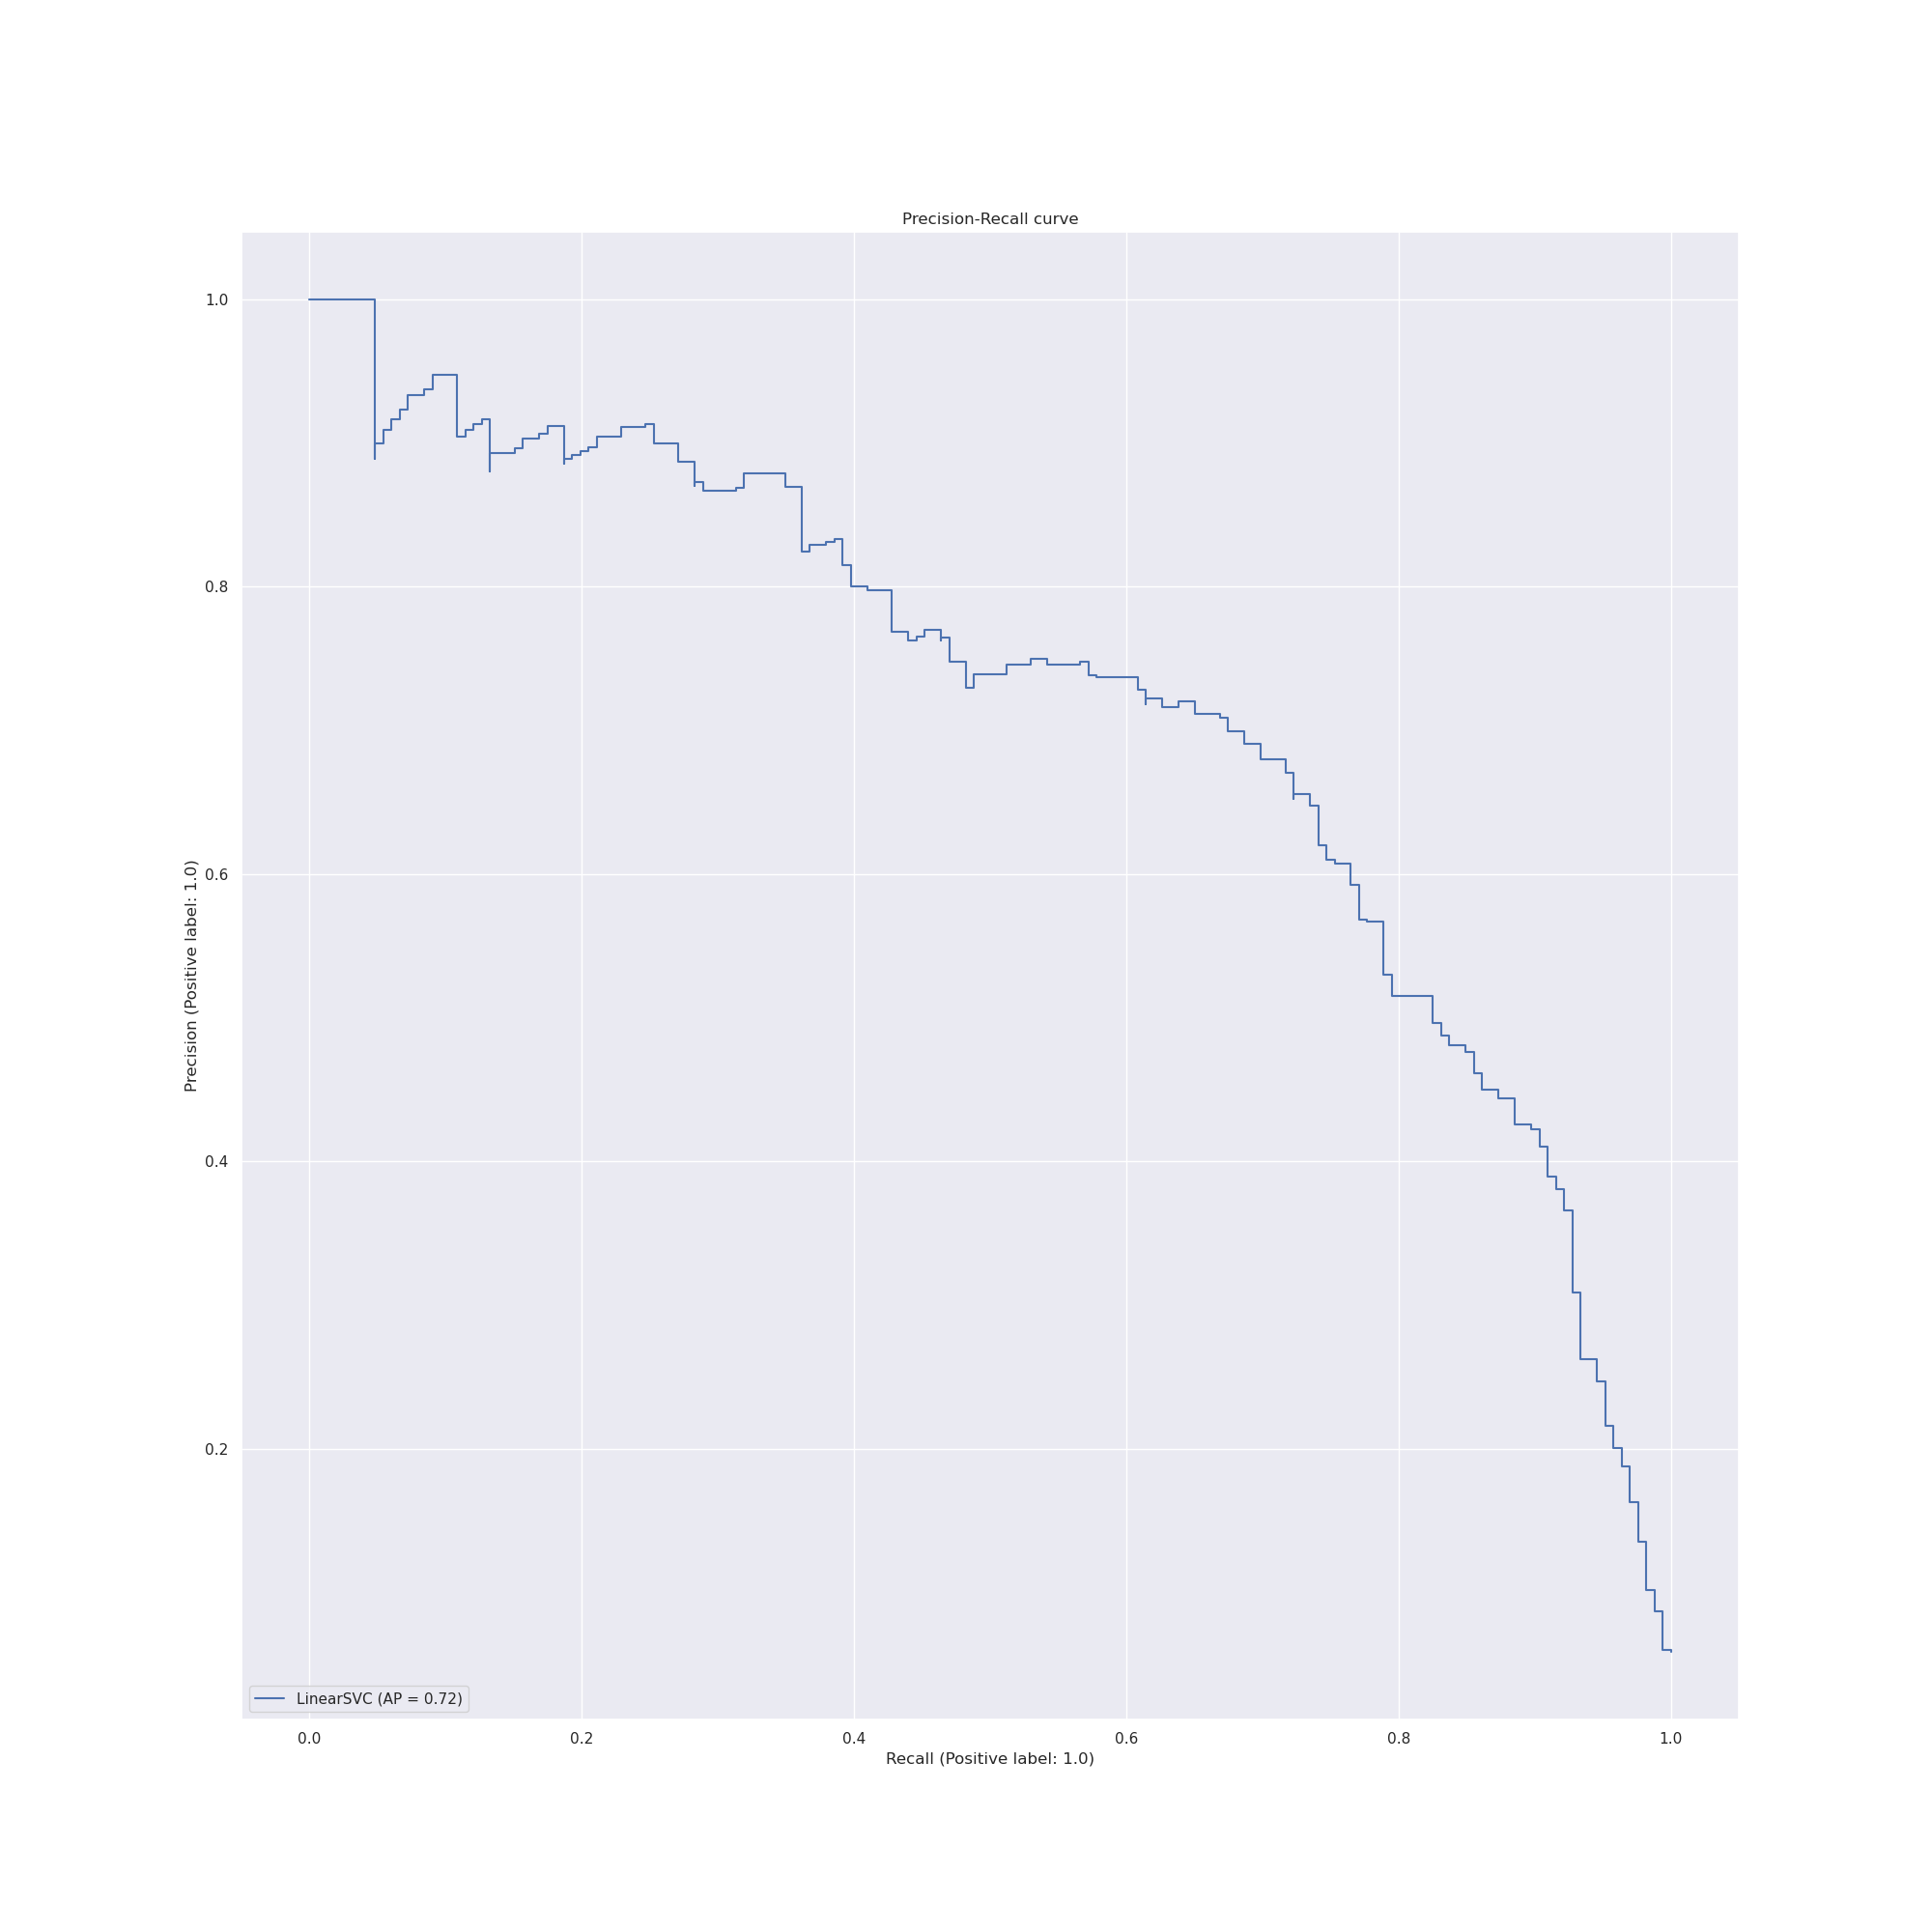 Precision-Recall curve
1.0
0.8
0.6
0.4
0.2
Precision (Positive label: 1.0)
LinearSVC (AP = 0.72)
0.0 0.2 0.4 0.6 0.8 1.0
Recall (Positive label: 1.0)